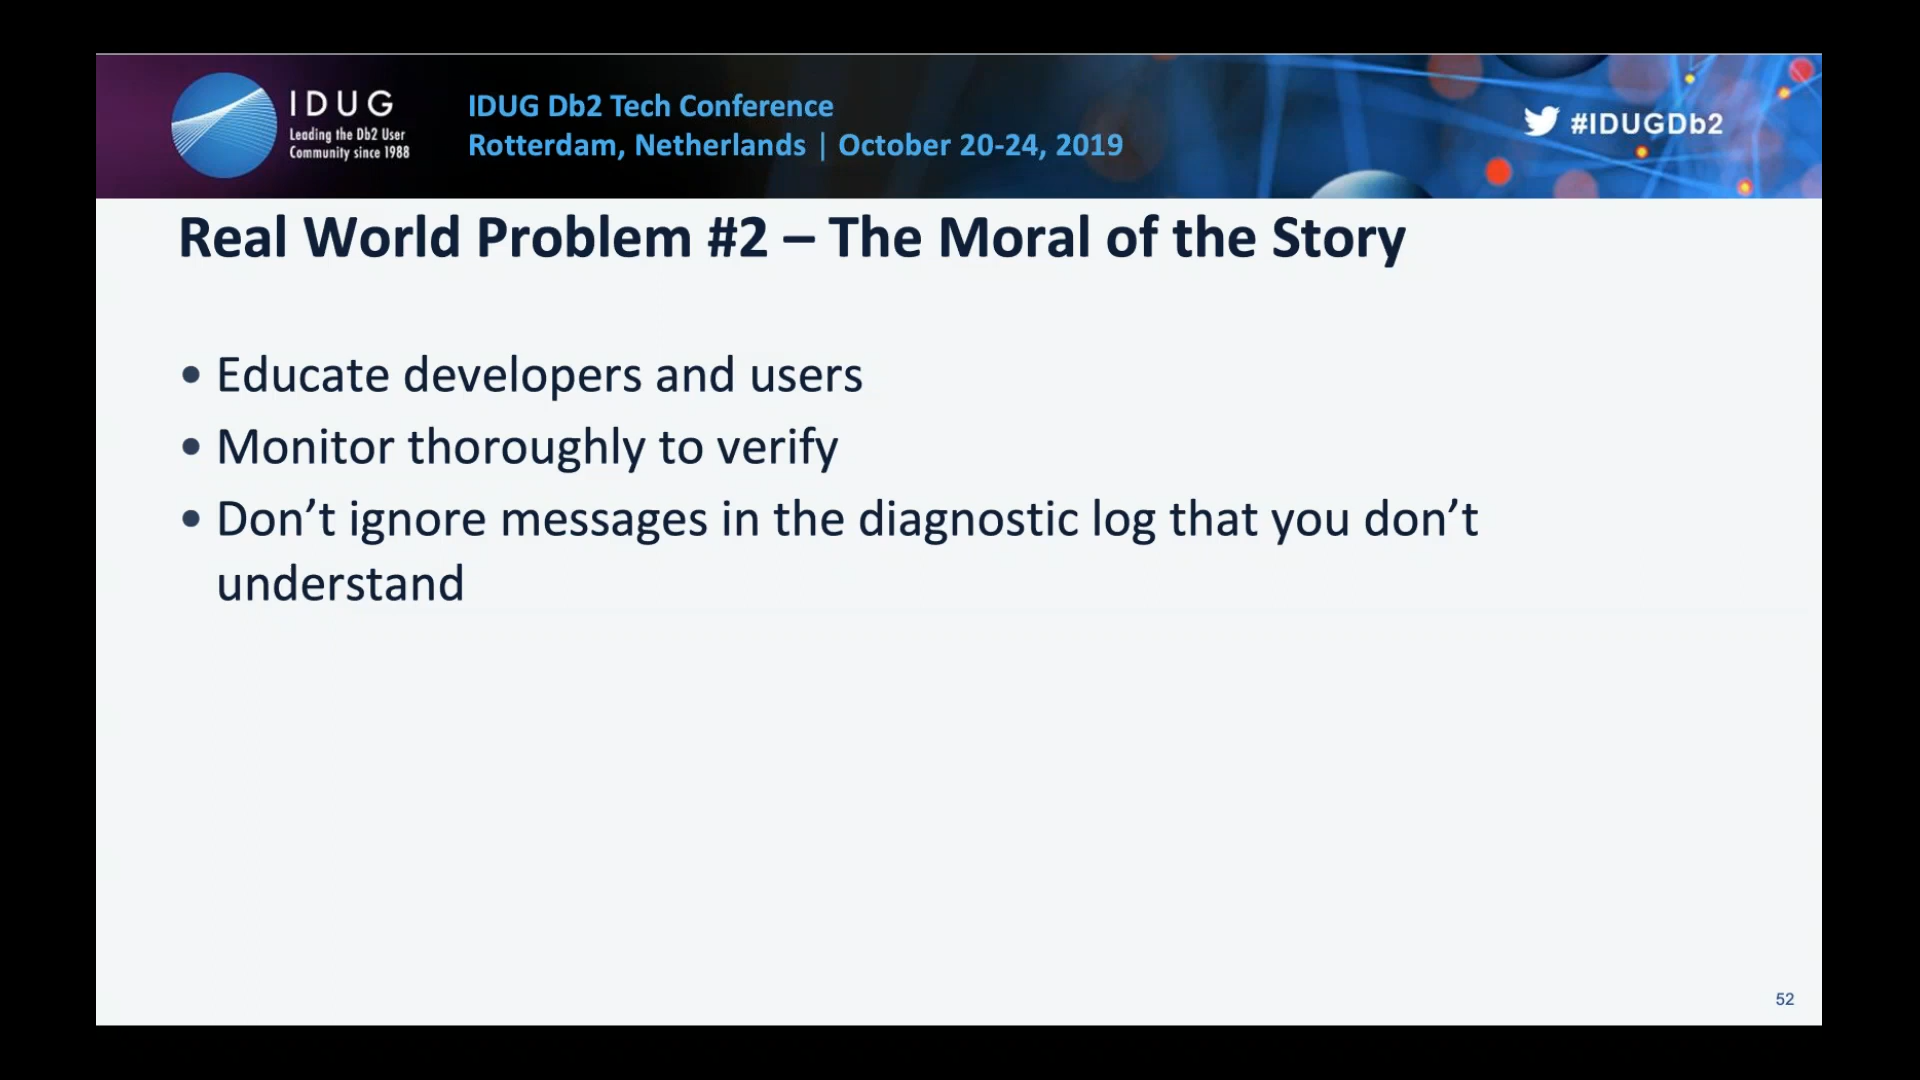 IDUG
Leading the Db2 User
Community since 1988
IDUG Db2 Tech Conference
Rotterdam, Netherlands | October 20-24, 2019
#IDUGDb2
Real World Problem #2 – The Moral of the Story
• Educate developers and users
• Monitor thoroughly to verify
• Don’t ignore messages in the diagnostic log that you don’t
understand
52